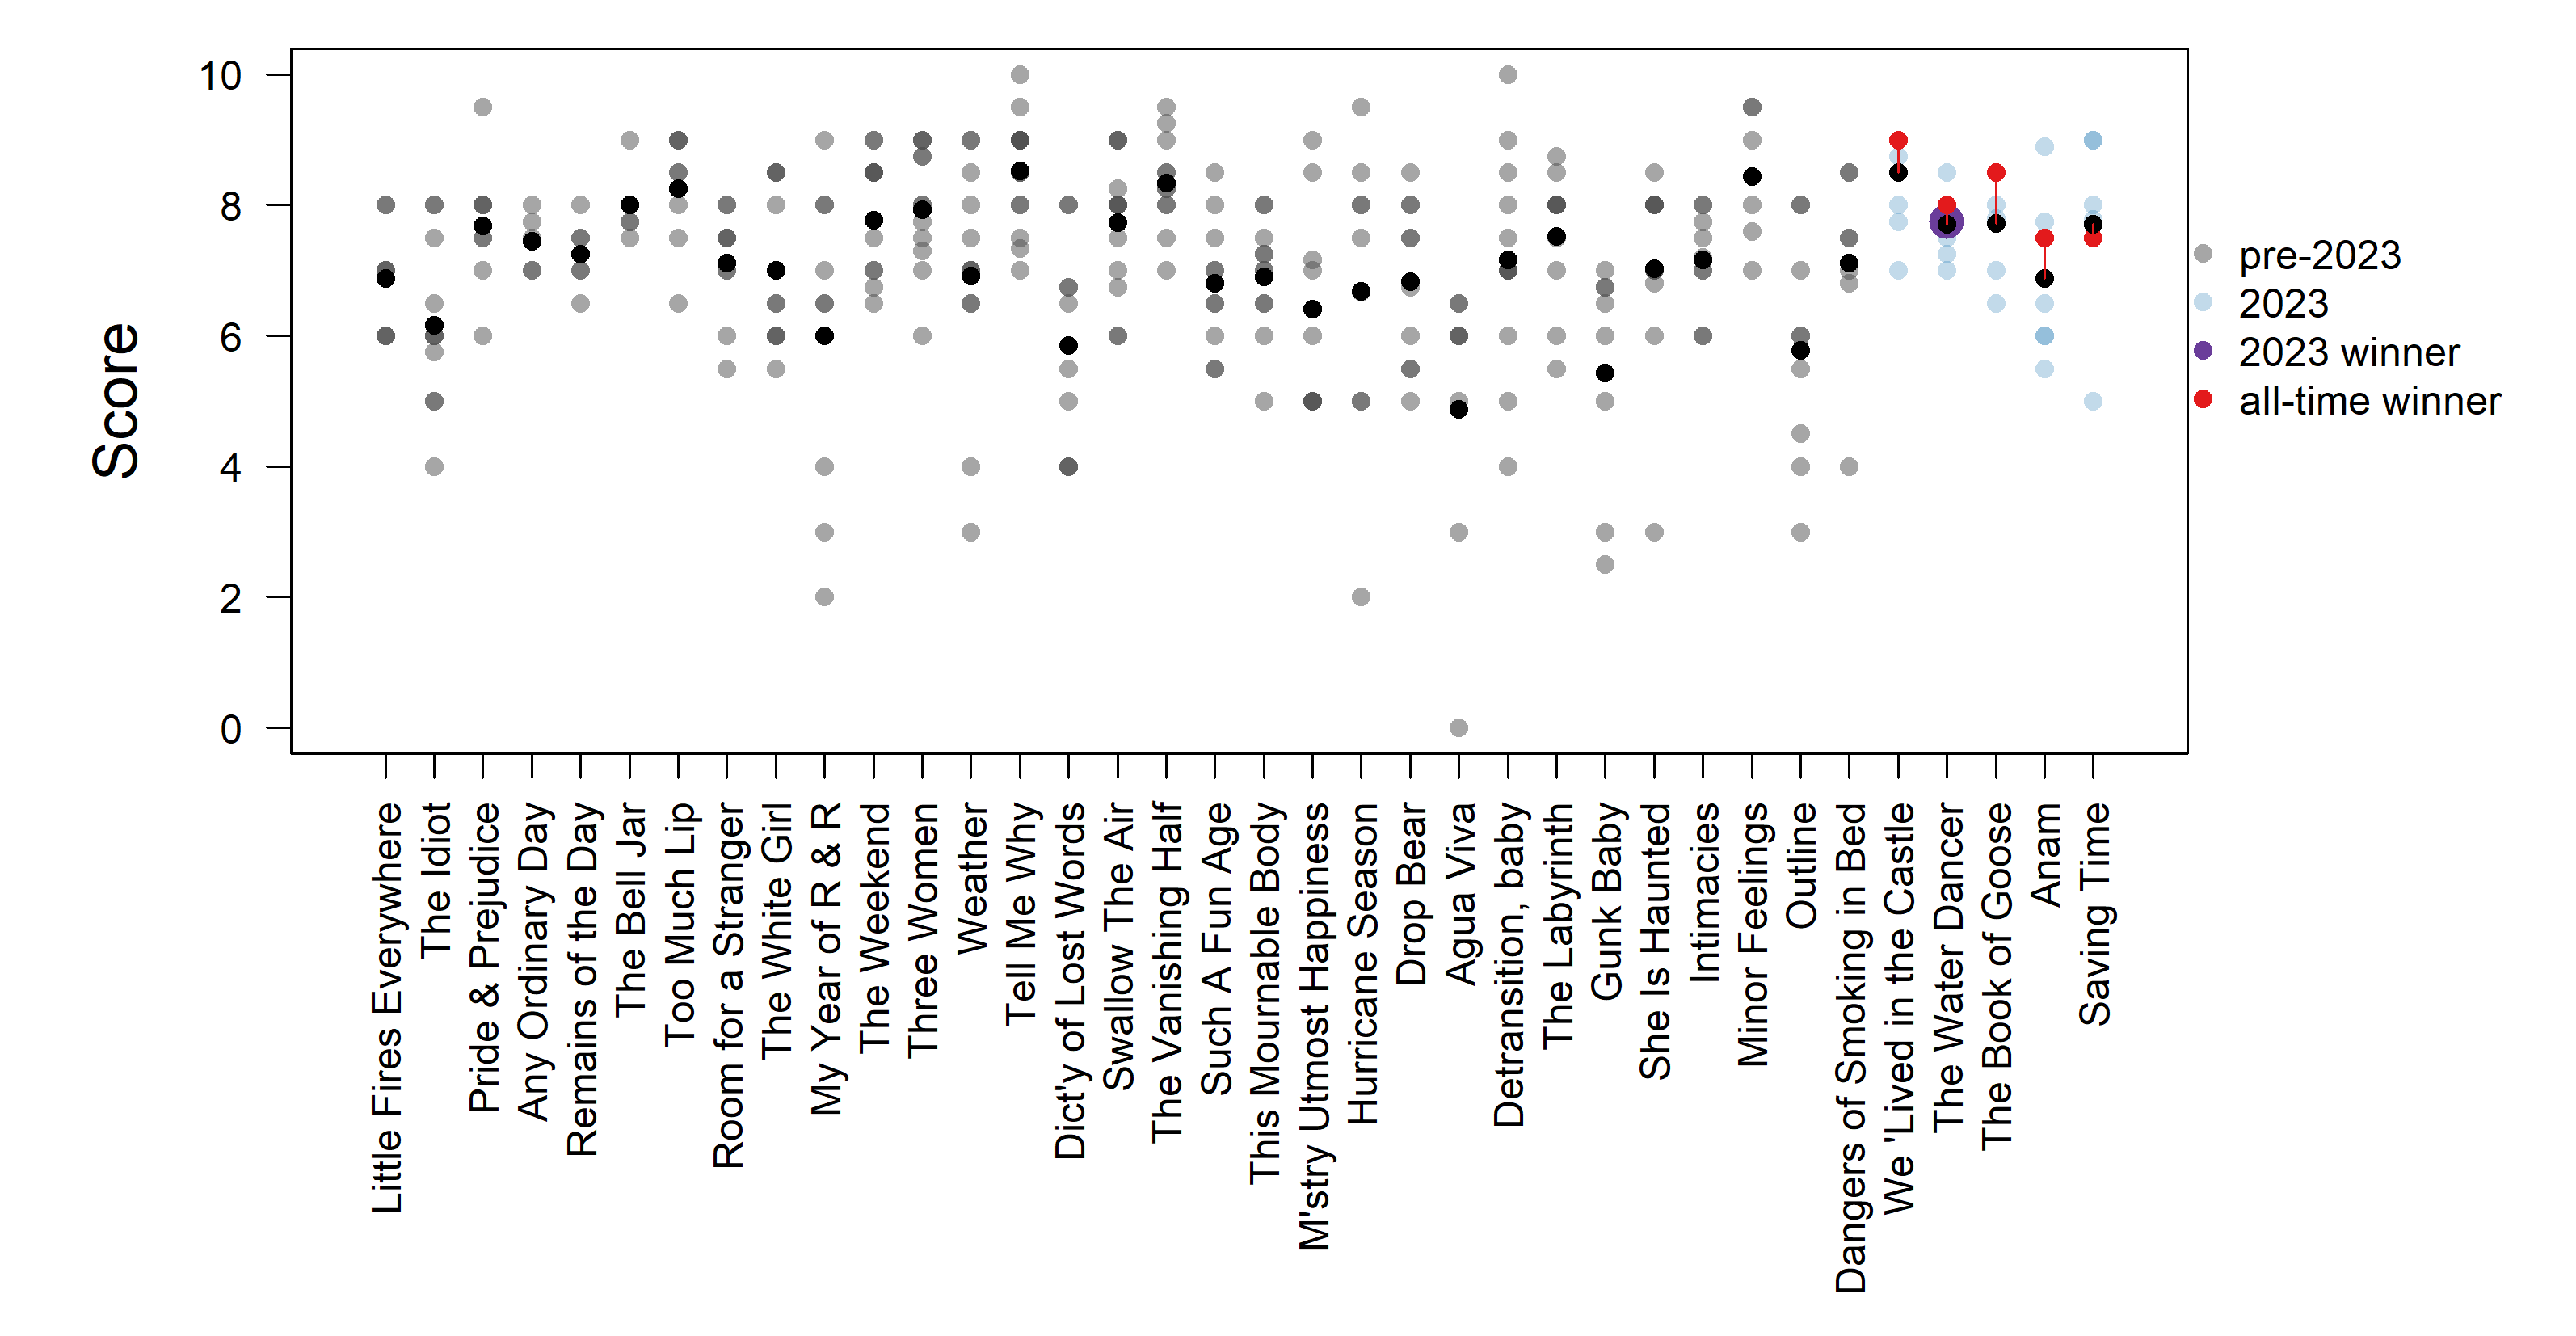 Score
10
8
6
4
2
0
Little Fires Everywhere
The Idiot
Pride & Prejudice
Any Ordinary Day
Remains of the Day
The Bell Jar
Too Much Lip
Room for a Stranger
The White Girl
My Year of R & R
The Weekend
Three Women
Weather
Tell Me Why
Dict'y of Lost Words
Swallow The Air
The Vanishing Half
Such A Fun Age
This Mournable Body
M'stry Utmost Happiness
Hurricane Season
Drop Bear
Agua Viva
Detransition, baby
The Labyrinth
Gunk Baby
She Is Haunted
Intimacies
Minor Feelings
Outline
Dangers of Smoking in Bed
We 'Lived in the Castle
The Water Dancer
The Book of Goose
Anam
Saving Time
pre-2023
2023
2023 winner
all-time winner